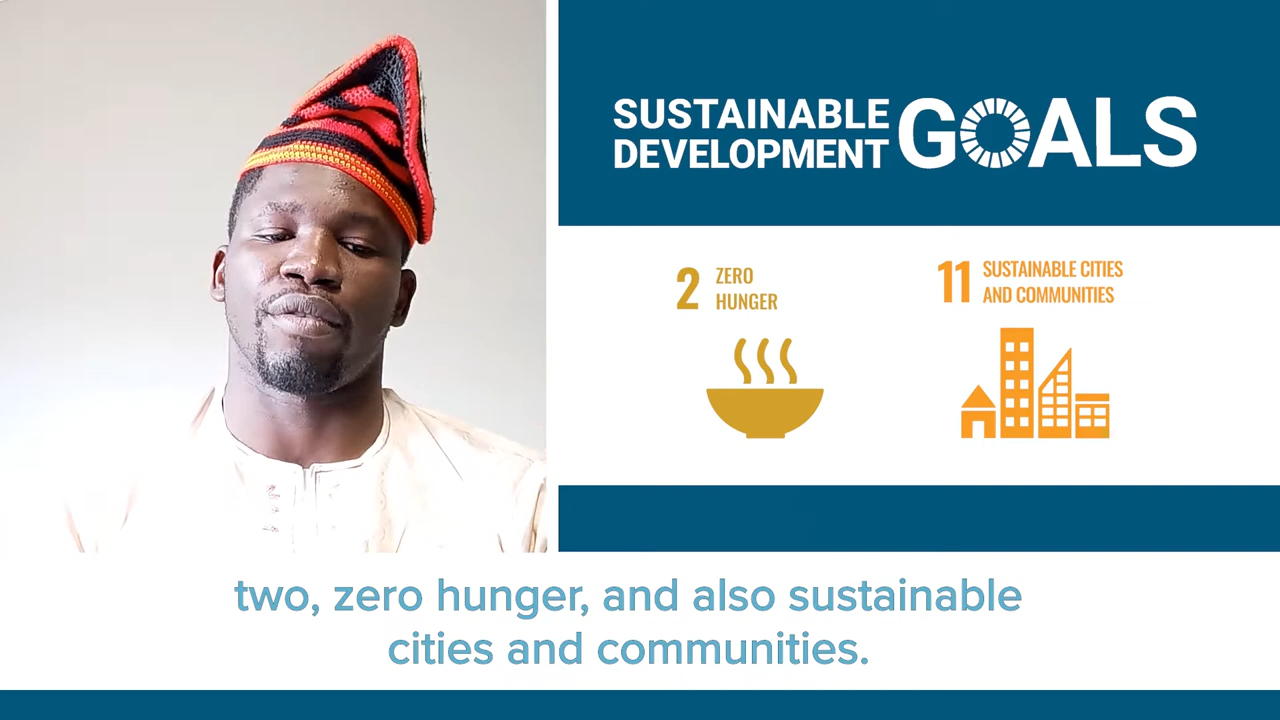 SUSTAINABLE
DEVELOPMENT GOALS
2 ZERO
HUNGER
11 SUSTAINABLE CITIES
AND COMMUNITIES
two, zero hunger, and also sustainable
cities and communities.